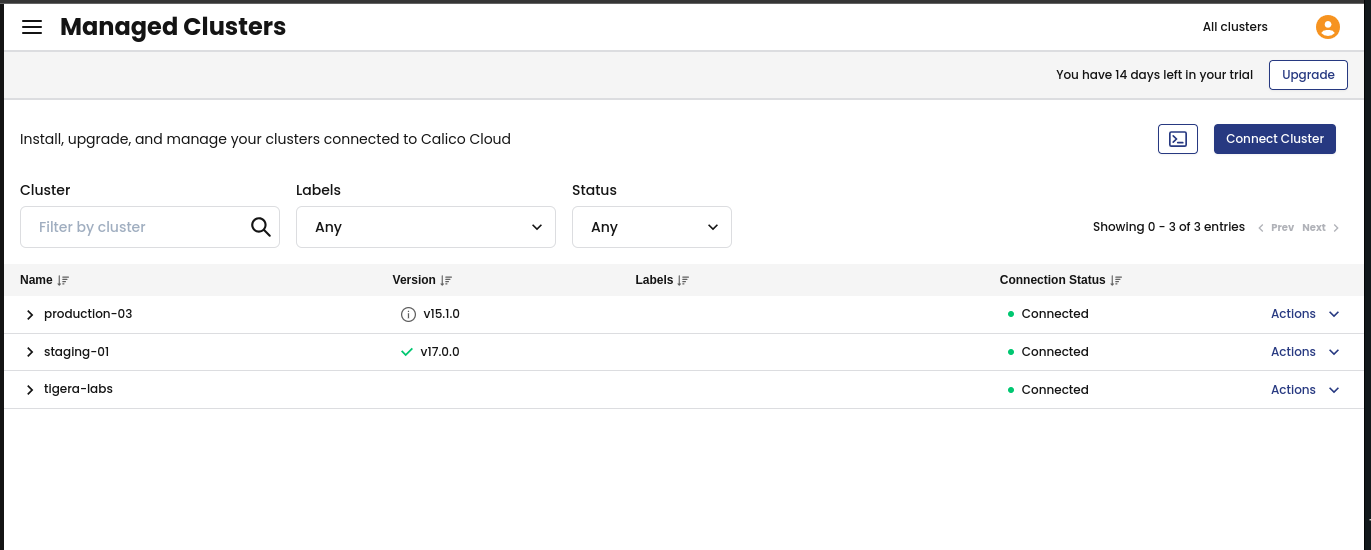 Managed Clusters
All clusters
You have 14 days left in your trial
Upgrade
Install, upgrade, and manage your clusters connected to Calico Cloud
Connect Cluster
Cluster Labels Status
Filter by cluster Any Any
Showing 0 - 3 of 3 entries Prev Next
Name Version Labels Connection Status
production-03 v15.1.0 Connected Actions
staging-01 v17.0.0 Connected Actions
tigera-labs Connected Actions